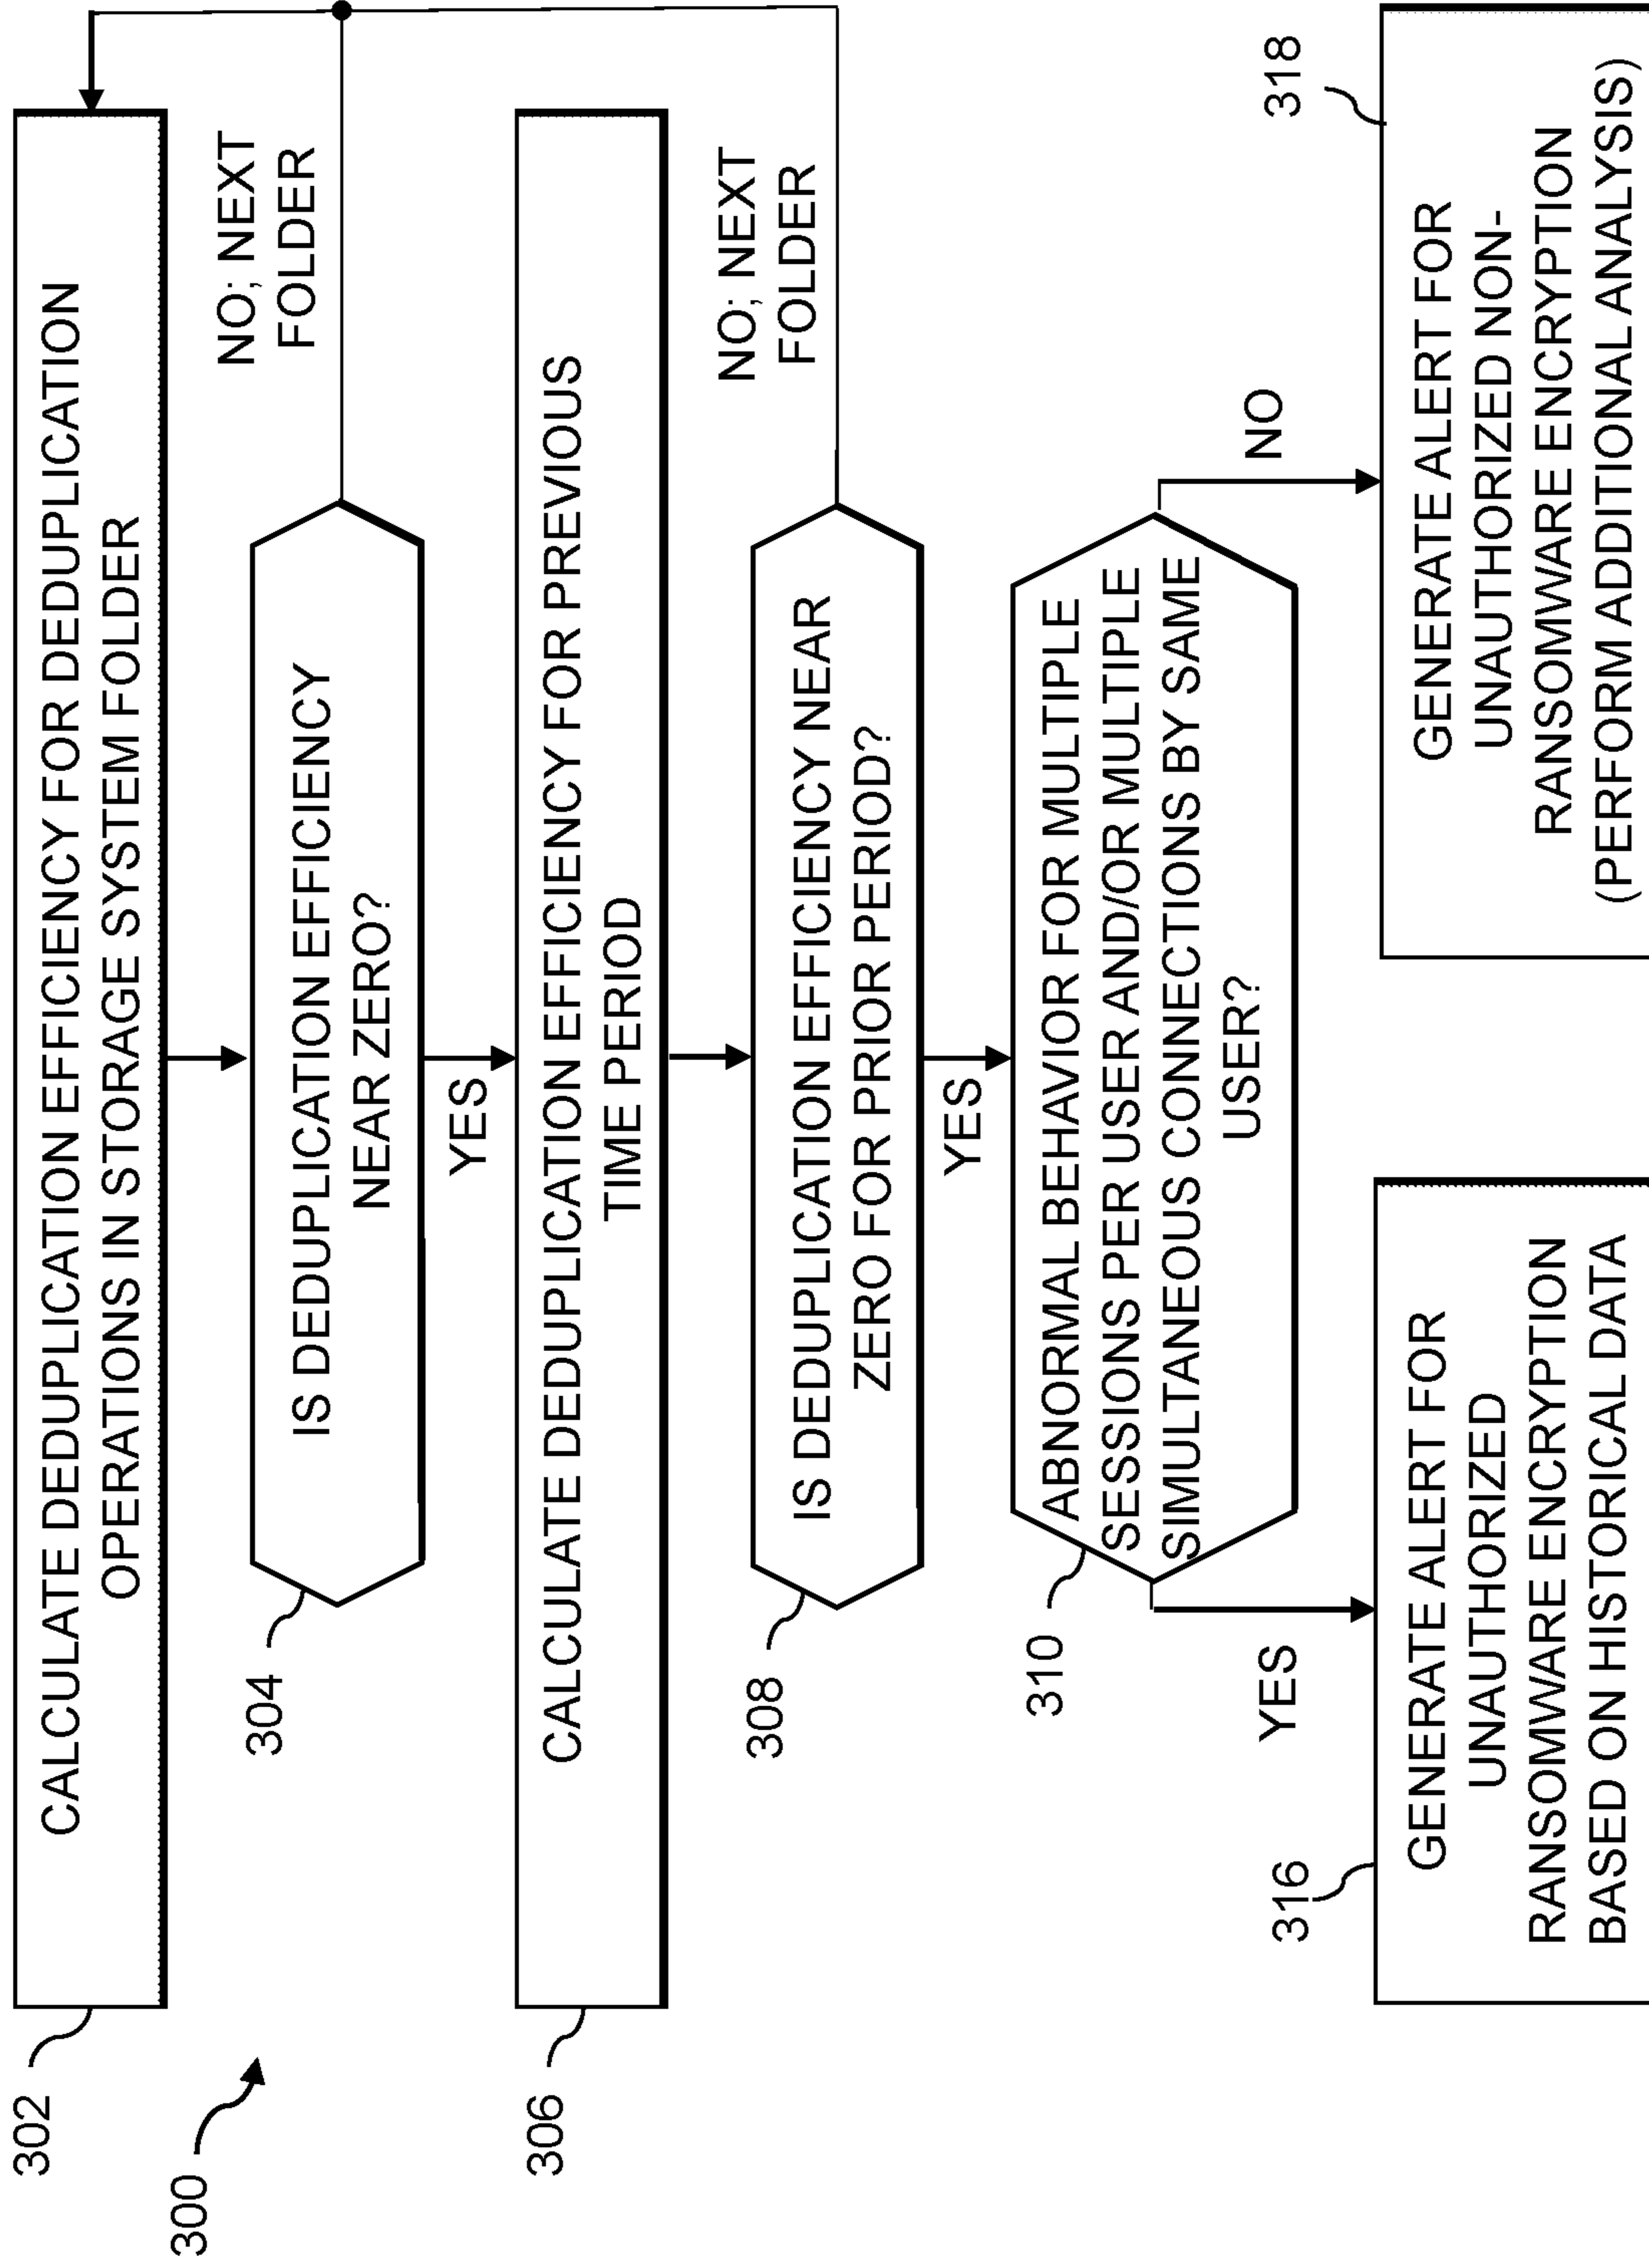 300
302
CALCULATE DEDUPLICATION EFFICIENCY FOR DEDUPLICATION
OPERATIONS IN STORAGE SYSTEM FOLDER
304
IS DEDUPLICATION EFFICIENCY
NEAR ZERO?
NO; NEXT
FOLDER
YES
306
CALCULATE DEDUPLICATION EFFICIENCY FOR PREVIOUS
TIME PERIOD
308
IS DEDUPLICATION EFFICIENCY NEAR
ZERO FOR PRIOR PERIOD?
NO; NEXT
FOLDER
YES
310
ABNORMAL BEHAVIOR FOR MULTIPLE
SESSIONS PER USER AND/OR MULTIPLE
SIMULTANEOUS CONNECTIONS BY SAME
USER?
YES
NO
316
GENERATE ALERT FOR
UNAUTHORIZED
RANSOMWARE ENCRYPTION
BASED ON HISTORICAL DATA
318
GENERATE ALERT FOR
UNAUTHORIZED NON-
RANSOMWARE ENCRYPTION
(PERFORM ADDITIONAL ANALYSIS)